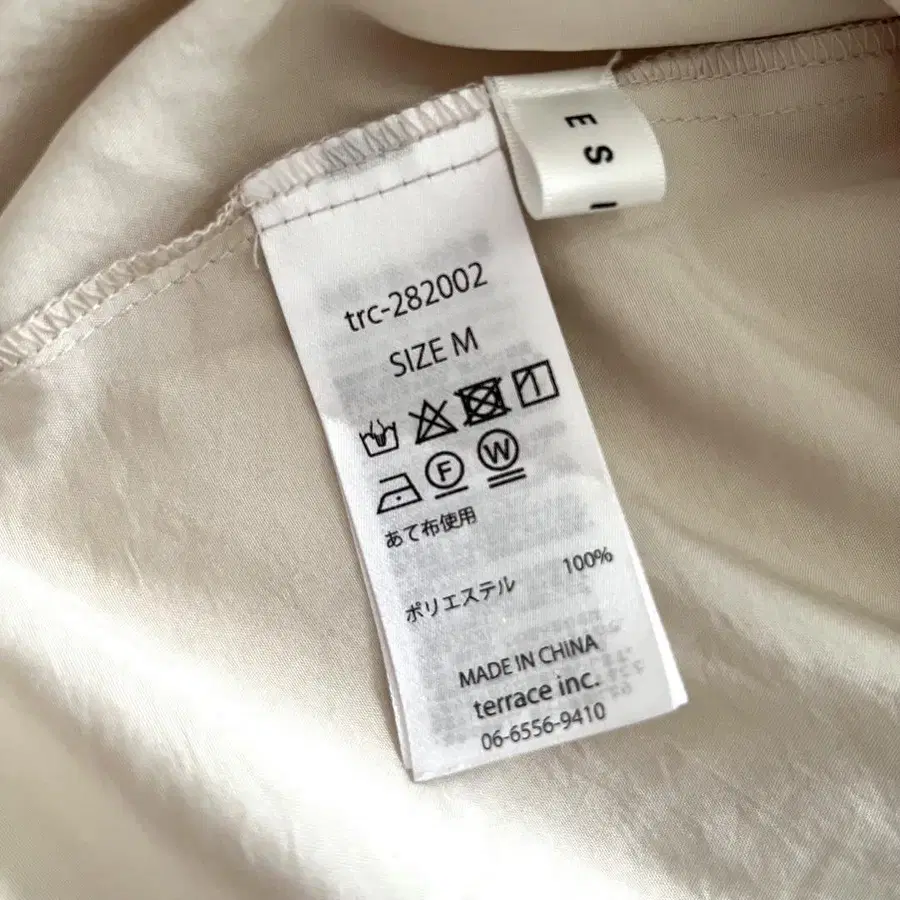 E S
trc-282002
SIZE M
F W
あて布使用
ポリエステル 100%
MADE IN CHINA
terrace inc.
06-6556-9410